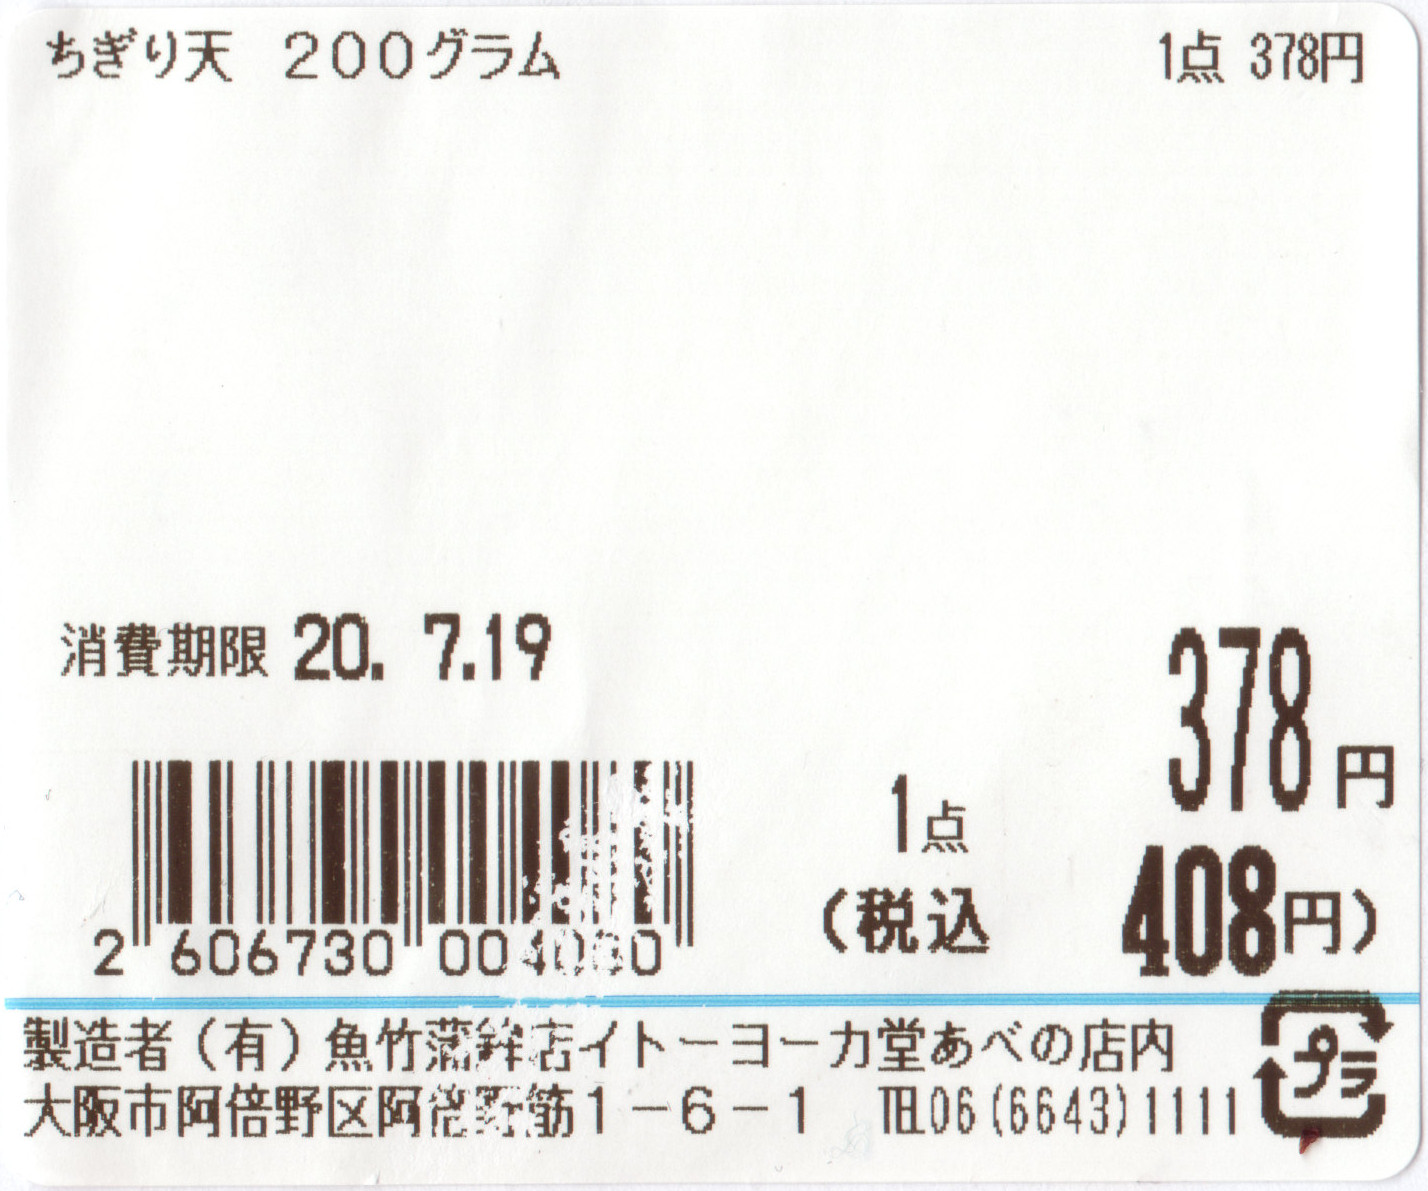 ちぎり天　２００グラム
1点 378円
消費期限 20. 7.19
378円
1点
(税込 408円)
2 606730 004080
製造者（有）魚竹蒲鉾店イトーヨーカ堂あべの店内
大阪市阿倍野区阿倍野筋１－６－１　℡06(6643)1111
プラ